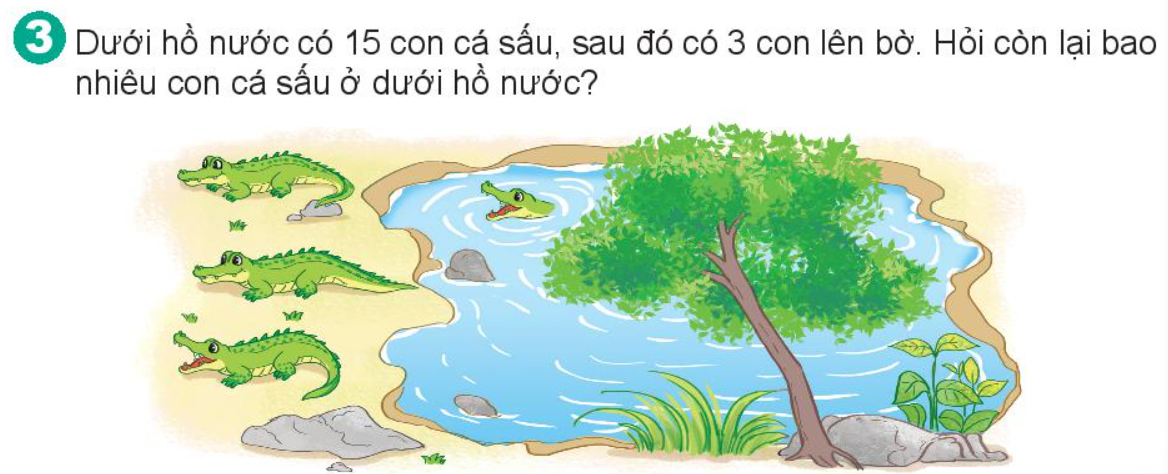 3 Dưới hồ nước có 15 con cá sấu, sau đó có 3 con lên bờ. Hỏi còn lại bao
nhiêu con cá sấu ở dưới hồ nước?